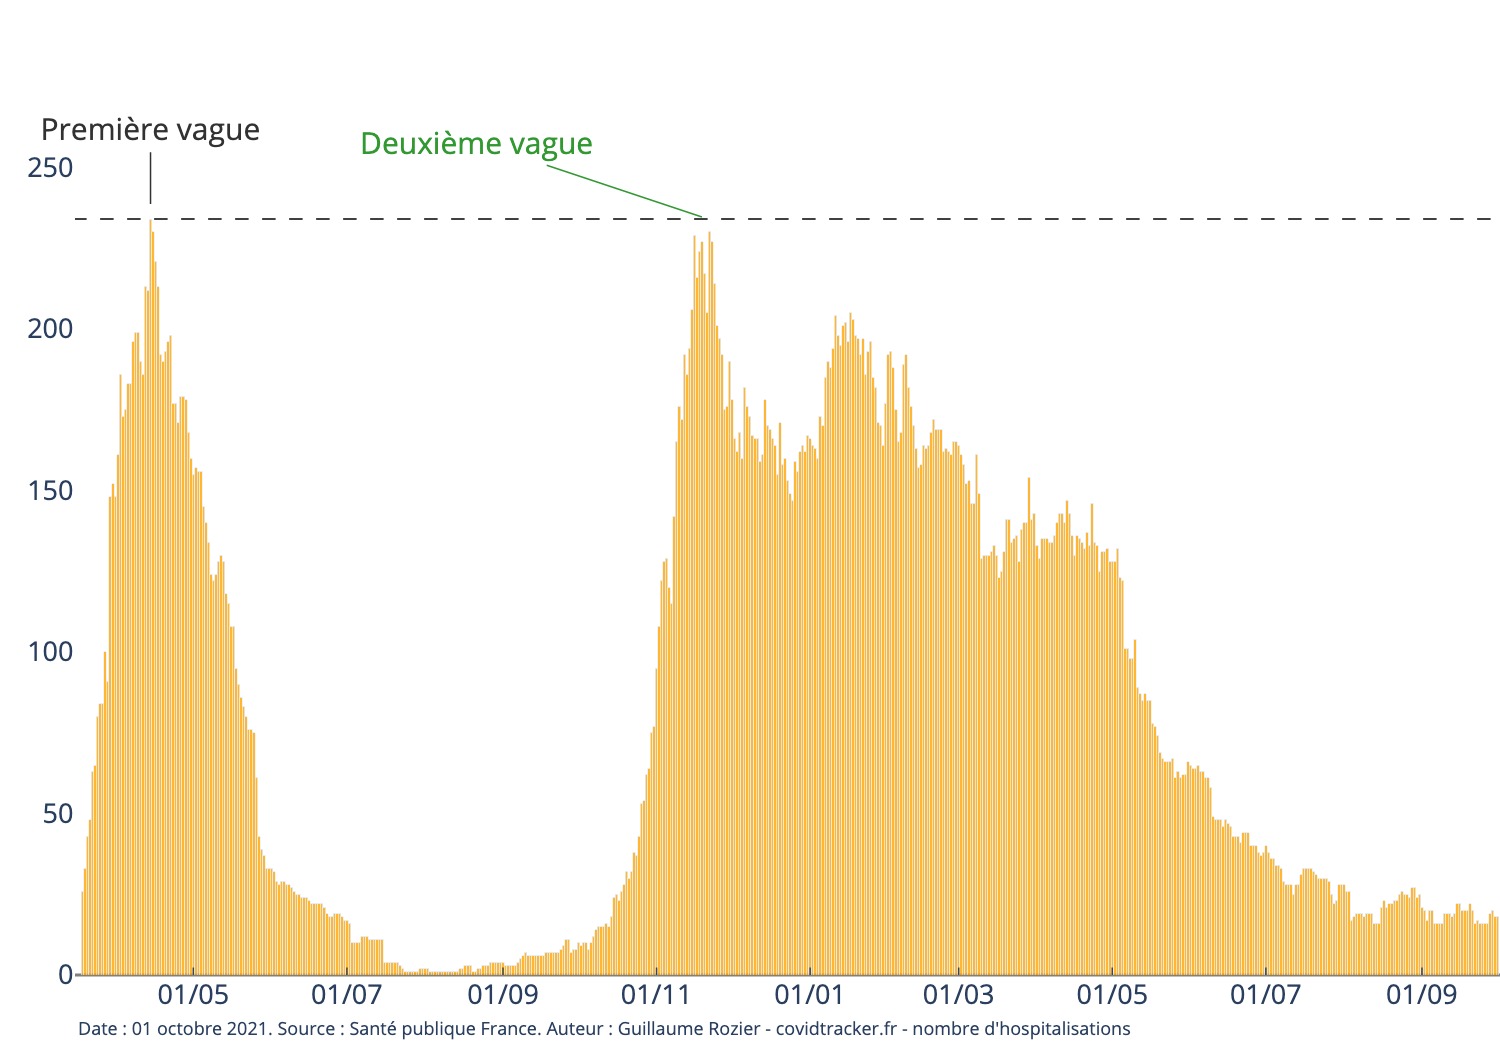 Première vague
Deuxième vague
250
200
150
100
50
0
01/05 01/07 01/09 01/11 01/01 01/03 01/05 01/07 01/09
Date : 01 octobre 2021. Source : Santé publique France. Auteur : Guillaume Rozier - covidtracker.fr - nombre d'hospitalisations